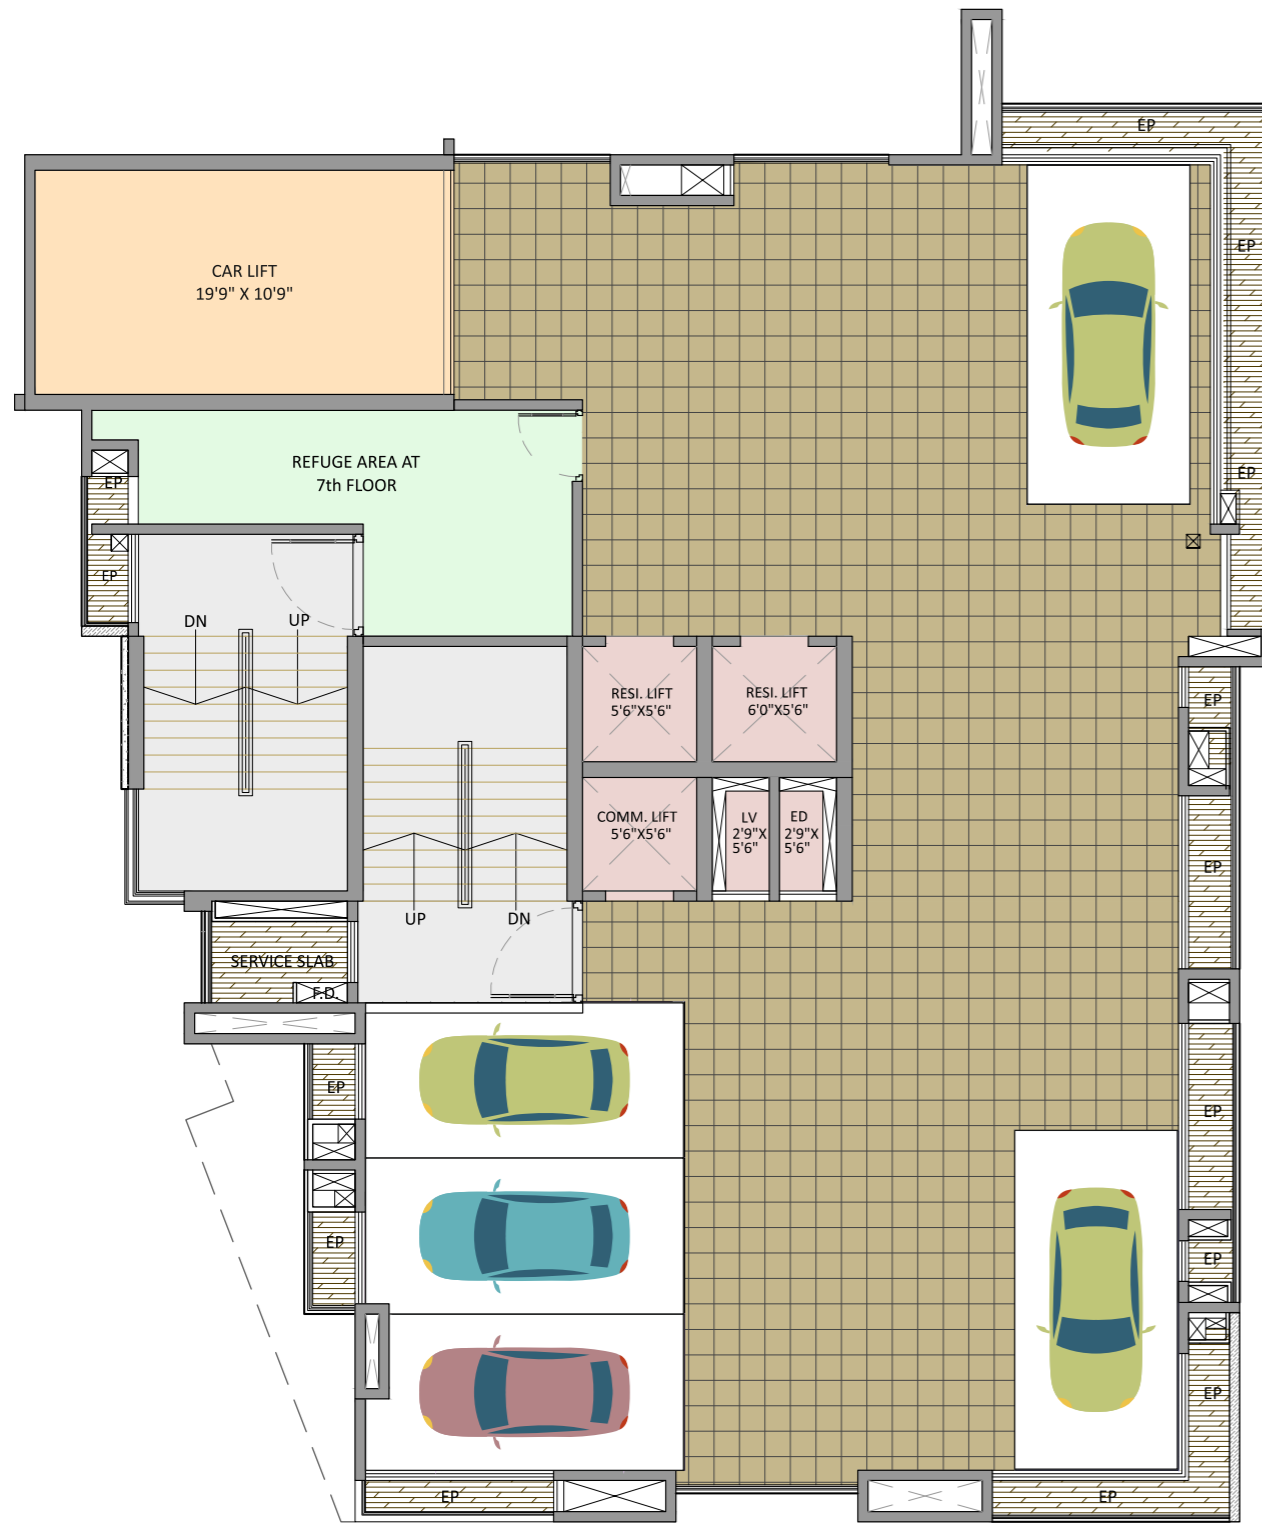 EP
EP
CAR LIFT
19'9" X 10'9"
REFUGE AREA AT
7th FLOOR
EP
EP
EP
DN
UP
RESI. LIFT
5'6"X5'6"
RESI. LIFT
6'0"X5'6"
EP
COMM. LIFT
5'6"X5'6"
LV
2'9"X
5'6"
ED
2'9"X
5'6"
EP
UP
DN
SERVICE SLAB
F.D.
EP
EP
EP
EP
EP
EP
EP